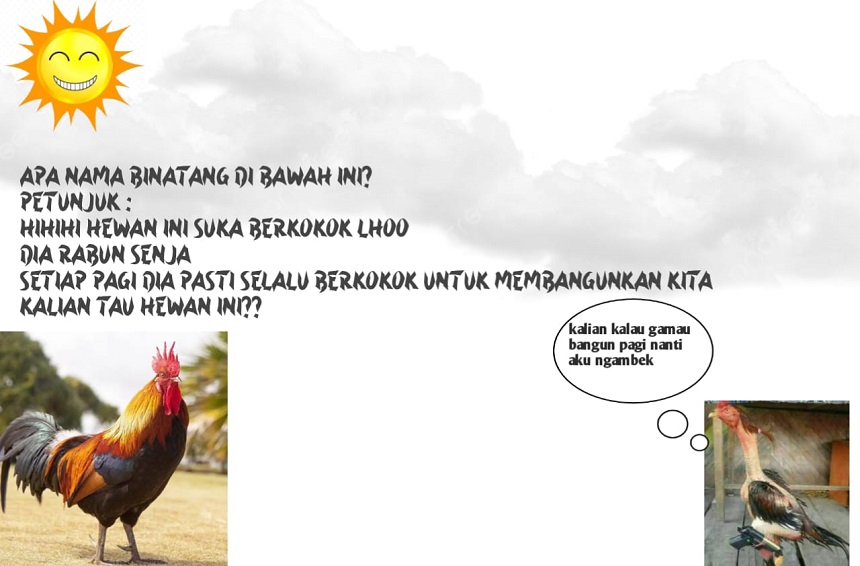 APA NAMA BINATANG DI BAWAH INI?
PETUNJUK :
HIHIHI HEWAN INI SUKA BERKOKOK LHOO
DIA RABUN SENJA
SETIAP PAGI DIA PASTI SELALU BERKOKOK UNTUK MEMBANGUNKAN KITA
KALIAN TAU HEWAN INI??
kalian kalau gamau
bangun pagi nanti
aku ngambek